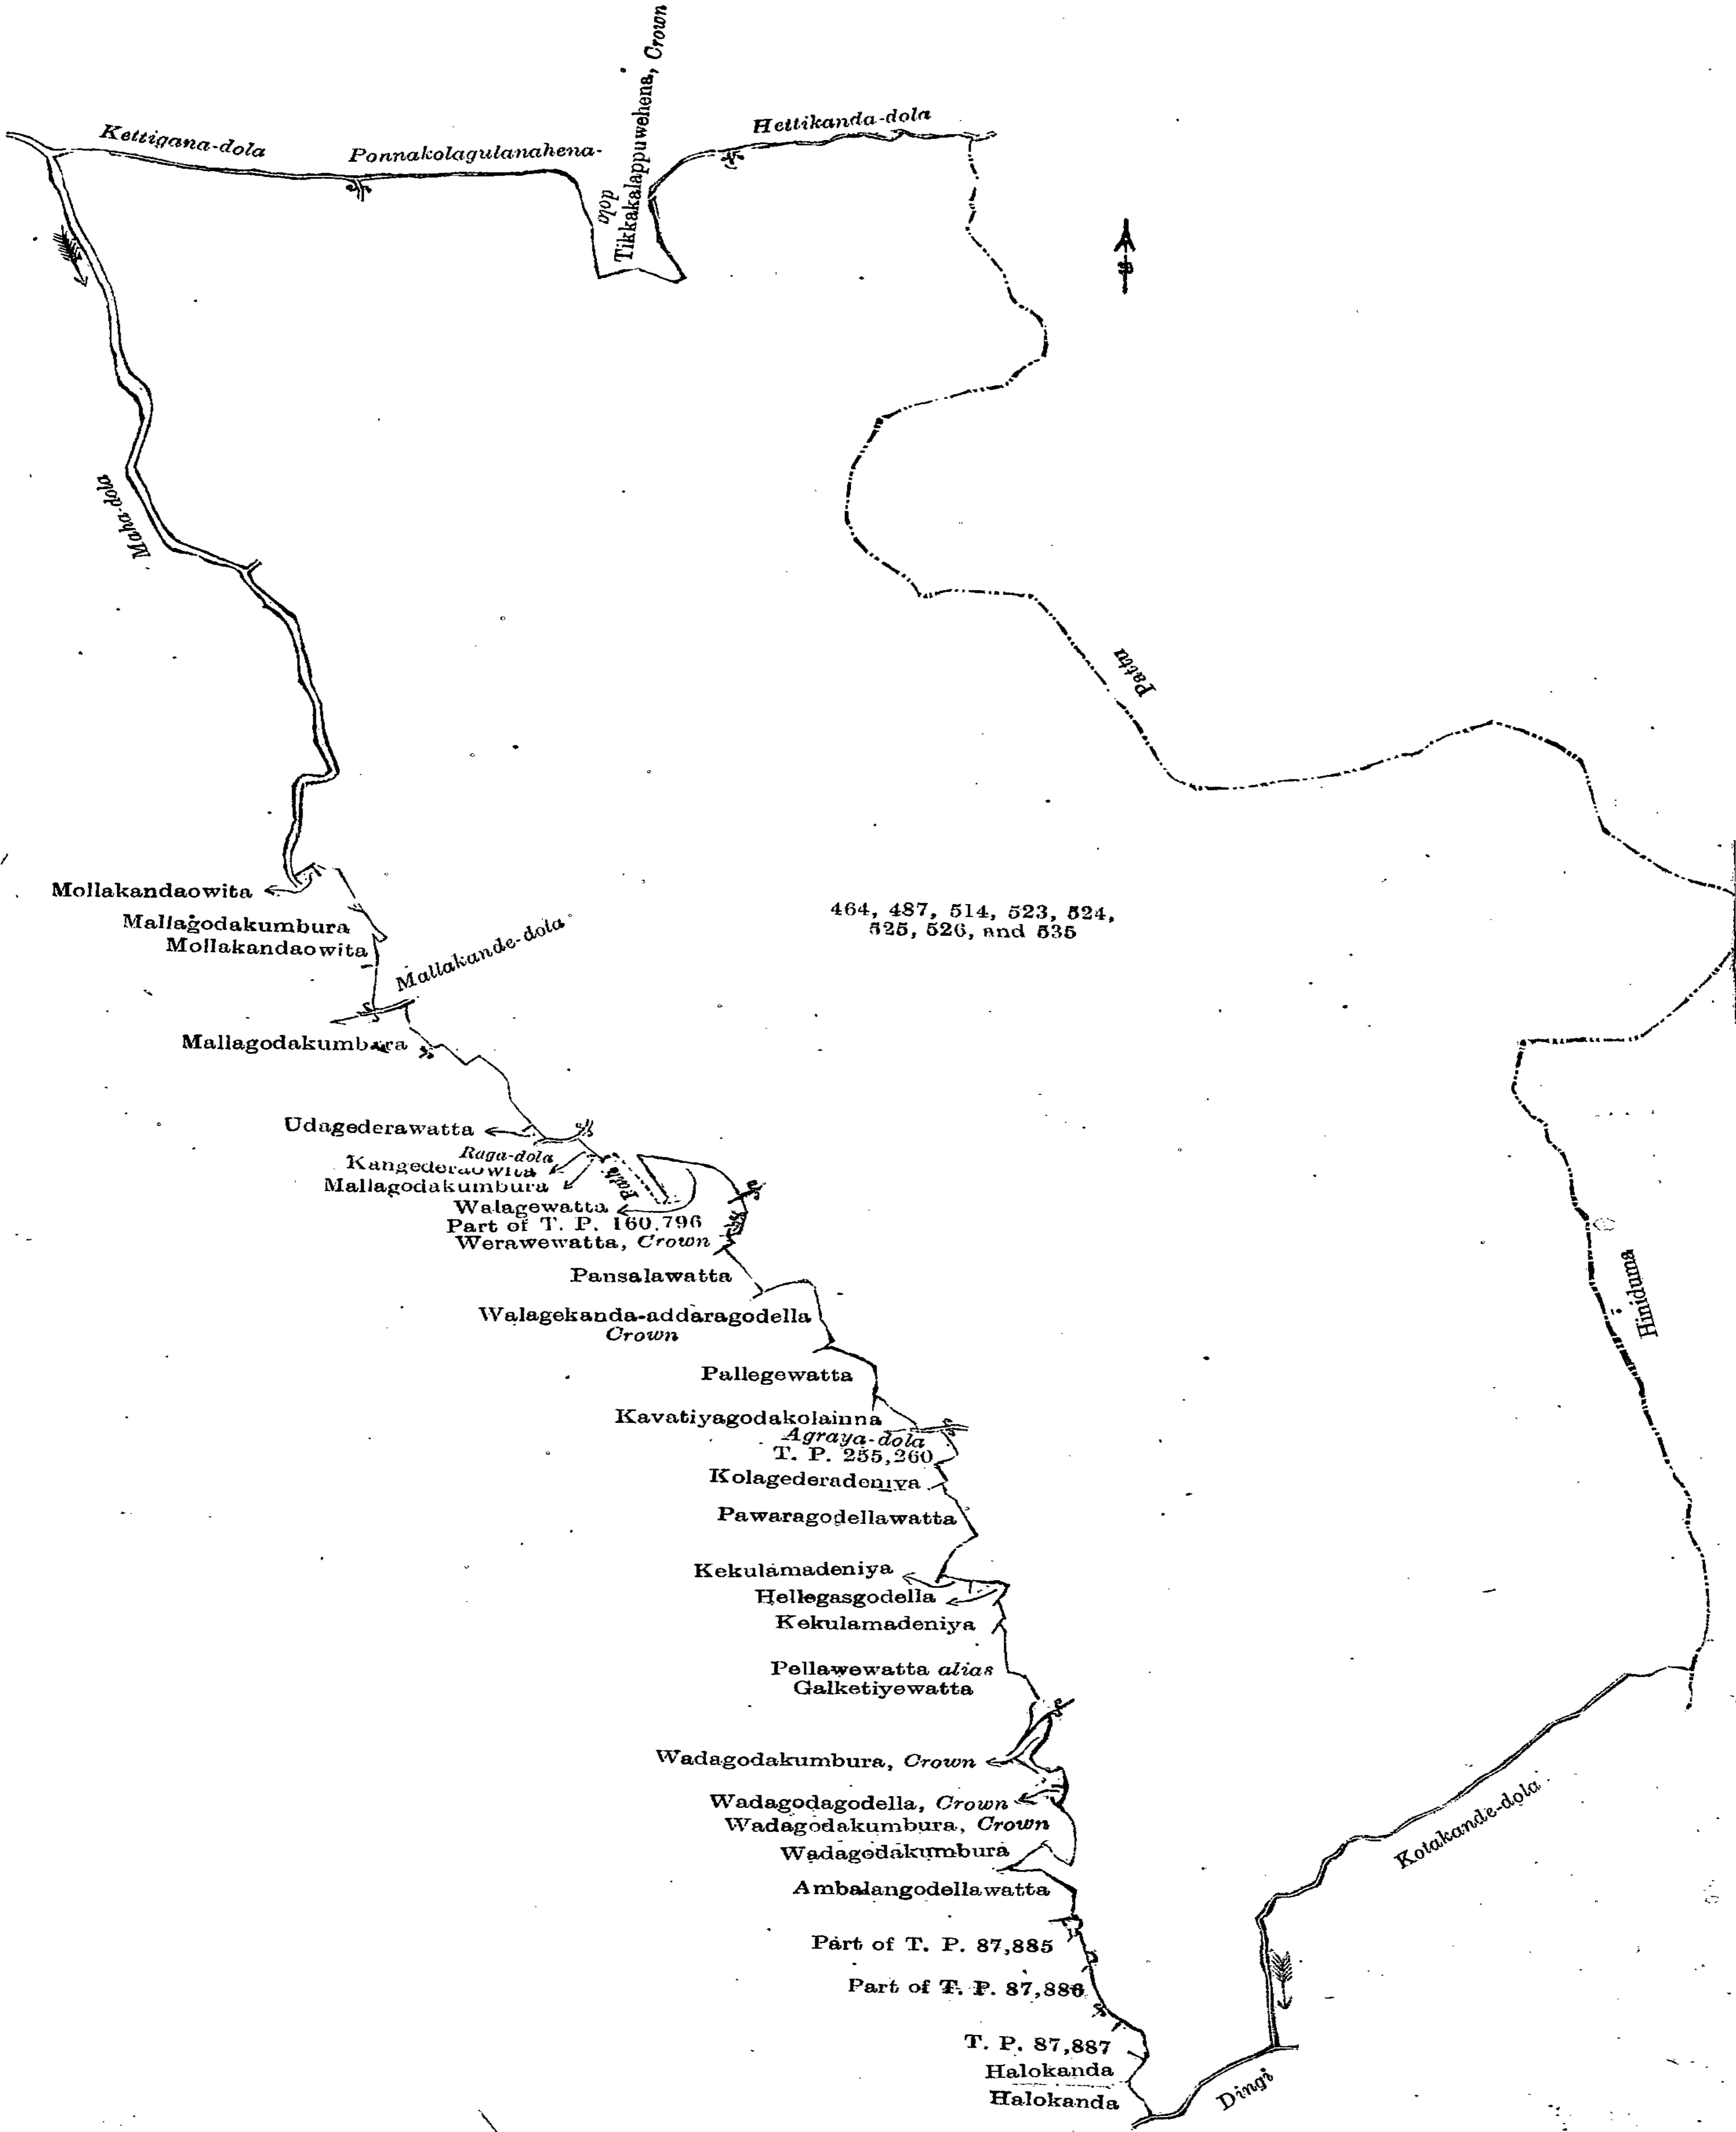 Tikkakalappuwehena, Crown
Hettikanda-dola
Kettigana-dola
Ponnakolagulanahena-
dola
Maha-dola
Pattu
Mollakandaowita
Mallagodakumbura
Mollakandaowita
464, 487, 514, 523, 524,
525, 526, and 535
Mallakande-dola
Mallagodakumbura
Udagederawatta
Raga-dola
Kangederaowita
Mallagodakumbura
Path
Walagewatta
Part of T. P. 160,796
Werawewatta, Crown
Pansalawatta
Hiniduma
Walagekanda-addaragodella
Crown
Pallegewatta
Kavatiyagodakolainna
Agraya-dola
T. P. 255,260
Kolagederadeniya
Pawaragodellawatta
Kekulamadeniya
Hellegasgodella
Kekulamadeniya
Pellawewatta alias
Galketiyewatta
Wadagodakumbura, Crown
Wadagodagodella, Crown
Wadagodakumbura, Crown
Wadagodakumbura
Kotakande-dola
Ambalangodellawatta
Part of T. P. 87,885
Part of T. P. 87,886
T. P. 87,887
Halokanda
Halokanda
Dingi